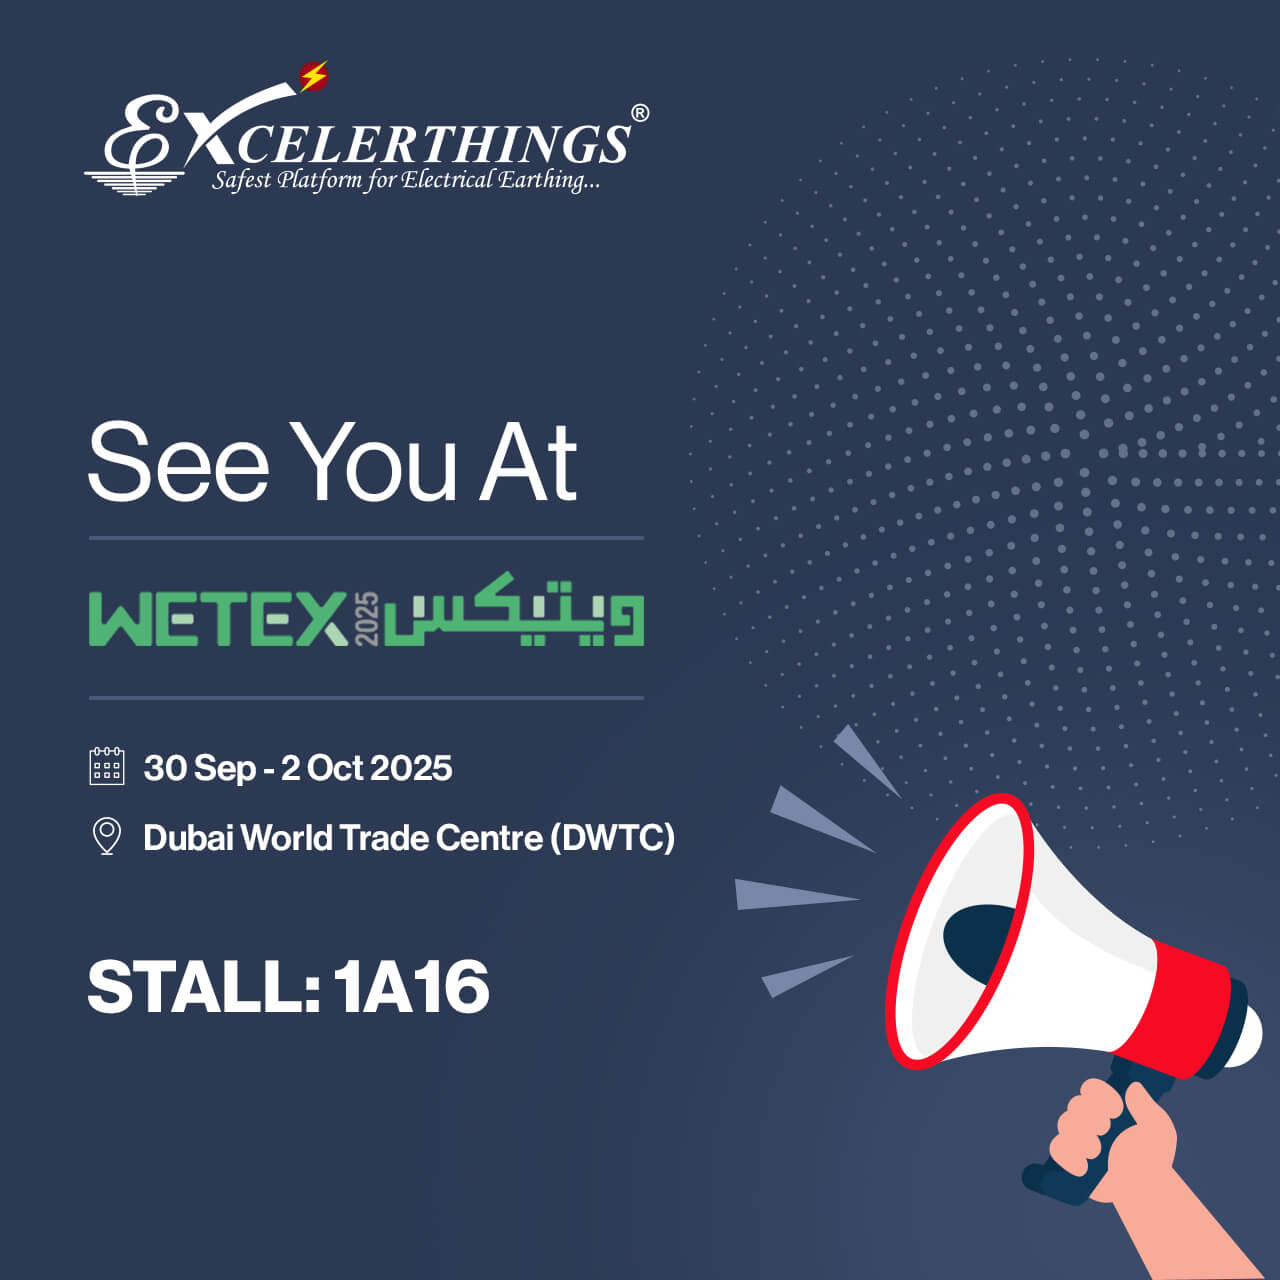 EXCELERTHINGS®
Safest Platform for Electrical Earthing...
See You At
WETEX 2025 ويتيكس
30 Sep - 2 Oct 2025
Dubai World Trade Centre (DWTC)
STALL: 1A16